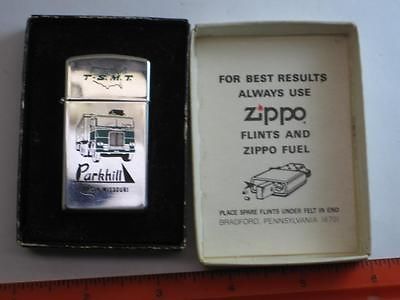 T.S.M.T.
Parkhill
MISSOURI
FOR BEST RESULTS
ALWAYS USE
Zippo
FLINTS AND
ZIPPO FUEL
PLACE SPARE FLINTS UNDER FELT IN END
BRADFORD, PENNSYLVANIA 16701